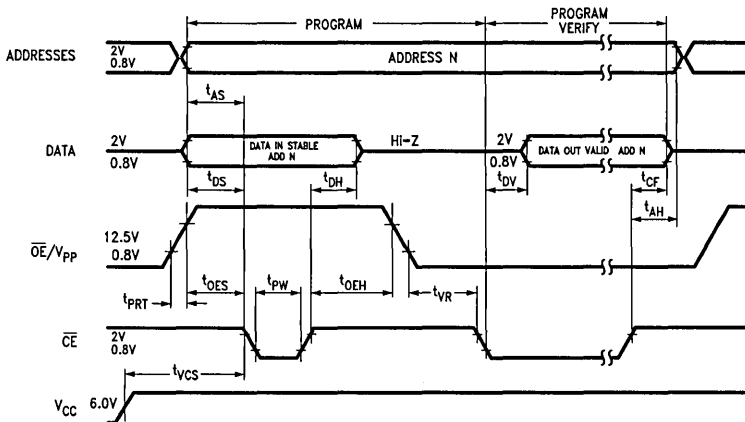 PROGRAM
PROGRAM
VERIFY
ADDRESSES
2V
0.8V
ADDRESS N
tAS
DATA
2V
0.8V
DATA IN STABLE
ADD N
Hi-Z
2V
0.8V
DATA OUT VALID ADD N
tDS
tDH
tDV
tCF
tAH
OE/VPP
12.5V
0.8V
tPRT
tOES
tPW
tOEH
tVR
CE
2V
0.8V
tVCS
VCC
6.0V